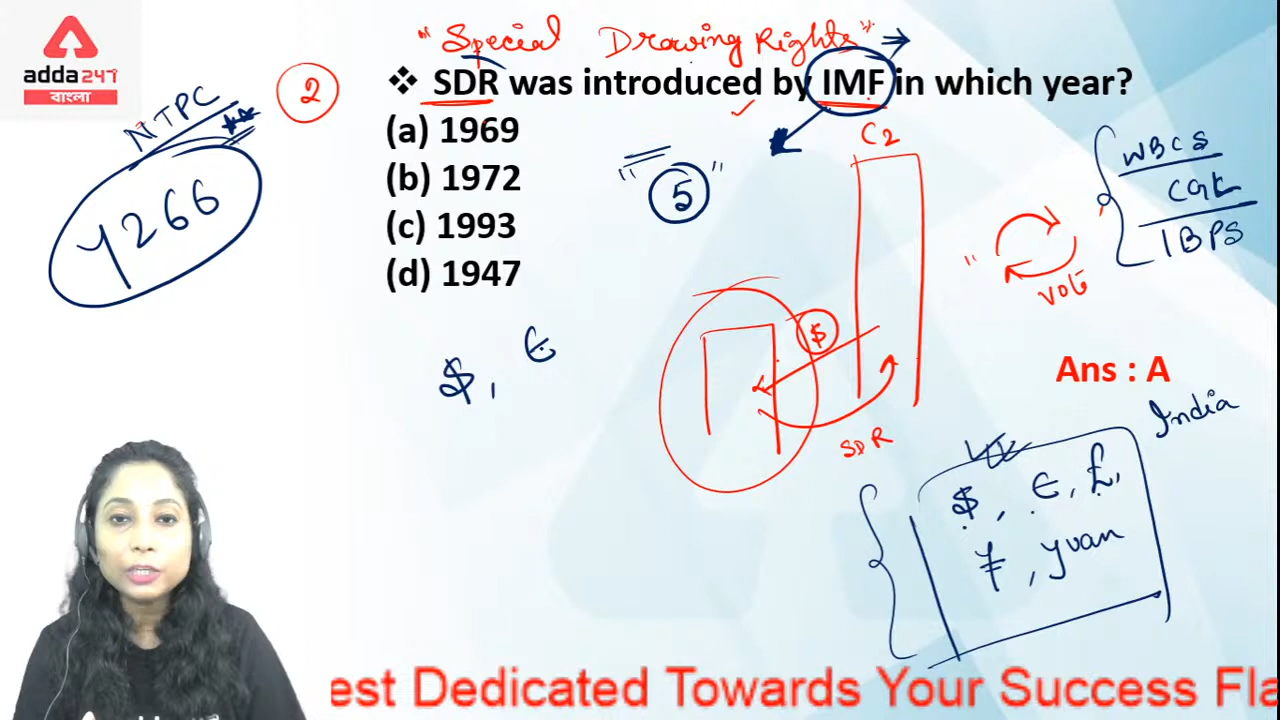 adda247
বাংলা
NTPC
Y266
2
"Special Drawing Rights"
❖ SDR was introduced by IMF in which year?
(a) 1969
(b) 1972
(c) 1993
(d) 1947
" 5 "
C2
WBCS
CGL
IBPS
VOTE
$
$, €
SDR
Ans : A
India
$, €, £,
¥, yuan
est Dedicated Towards Your Success Fla